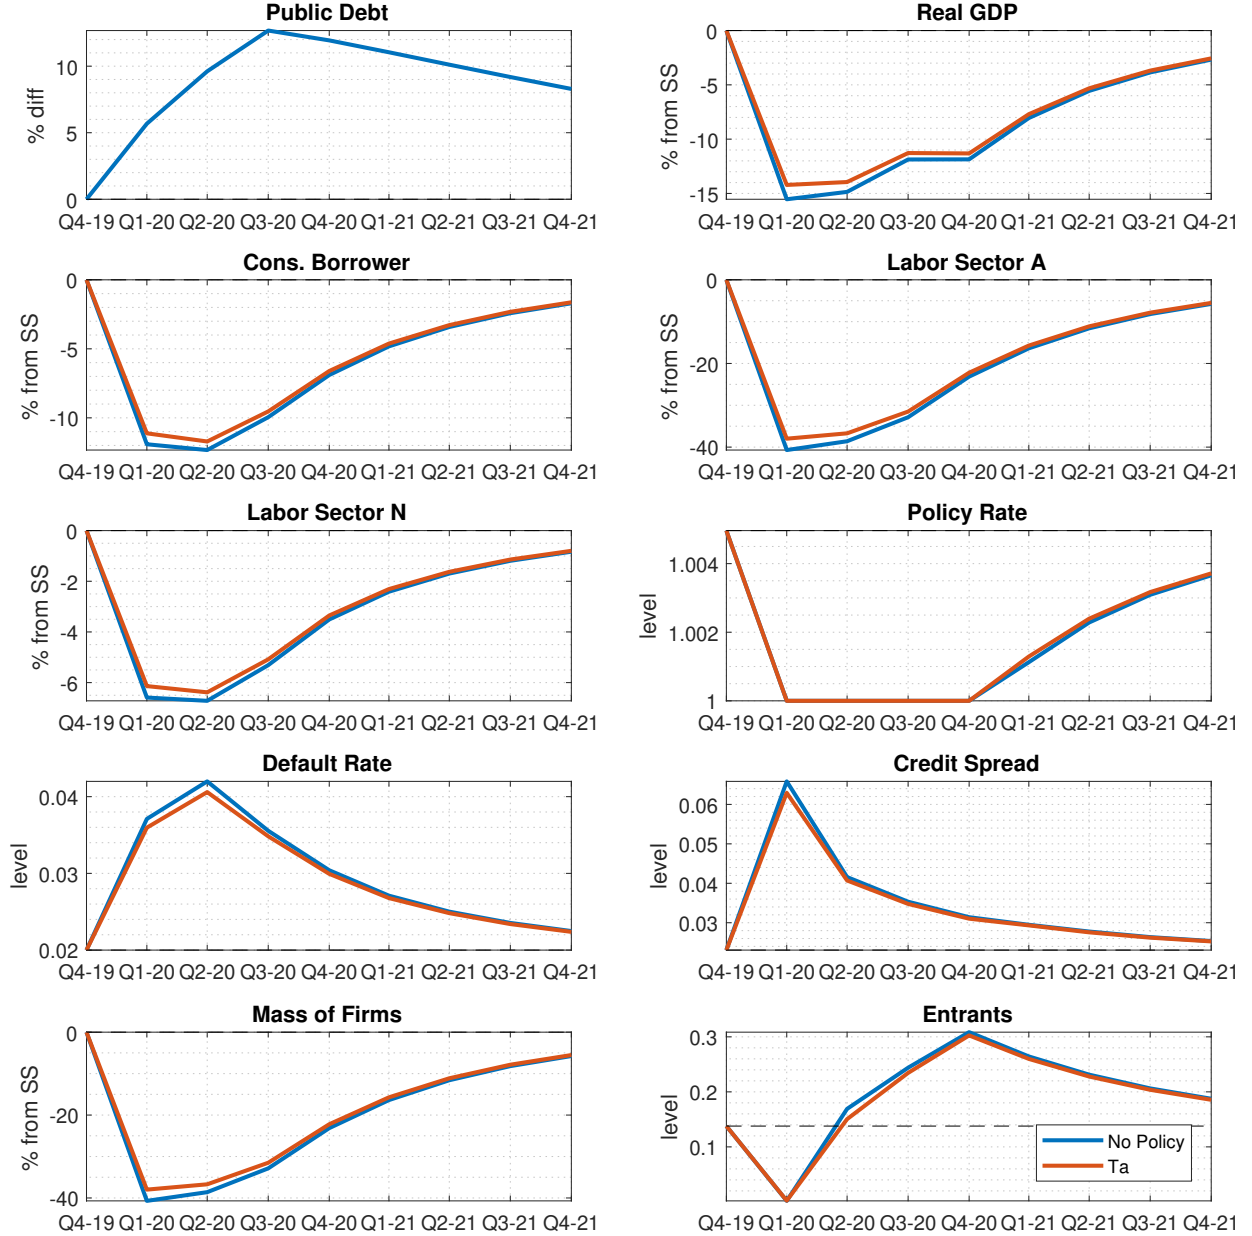 Public Debt
% diff
10
5
0
Q4-19 Q1-20 Q2-20 Q3-20 Q4-20 Q1-21 Q2-21 Q3-21 Q4-21
Real GDP
% from SS
0
-5
-10
-15
Q4-19 Q1-20 Q2-20 Q3-20 Q4-20 Q1-21 Q2-21 Q3-21 Q4-21
Cons. Borrower
% from SS
0
-5
-10
Q4-19 Q1-20 Q2-20 Q3-20 Q4-20 Q1-21 Q2-21 Q3-21 Q4-21
Labor Sector A
% from SS
0
-20
-40
Q4-19 Q1-20 Q2-20 Q3-20 Q4-20 Q1-21 Q2-21 Q3-21 Q4-21
Labor Sector N
% from SS
0
-2
-4
-6
Q4-19 Q1-20 Q2-20 Q3-20 Q4-20 Q1-21 Q2-21 Q3-21 Q4-21
Policy Rate
level
1.004
1.002
1
Q4-19 Q1-20 Q2-20 Q3-20 Q4-20 Q1-21 Q2-21 Q3-21 Q4-21
Default Rate
level
0.04
0.03
0.02
Q4-19 Q1-20 Q2-20 Q3-20 Q4-20 Q1-21 Q2-21 Q3-21 Q4-21
Credit Spread
level
0.06
0.05
0.04
0.03
Q4-19 Q1-20 Q2-20 Q3-20 Q4-20 Q1-21 Q2-21 Q3-21 Q4-21
Mass of Firms
% from SS
0
-20
-40
Q4-19 Q1-20 Q2-20 Q3-20 Q4-20 Q1-21 Q2-21 Q3-21 Q4-21
Entrants
level
0.3
0.2
0.1
No Policy
Ta
Q4-19 Q1-20 Q2-20 Q3-20 Q4-20 Q1-21 Q2-21 Q3-21 Q4-21